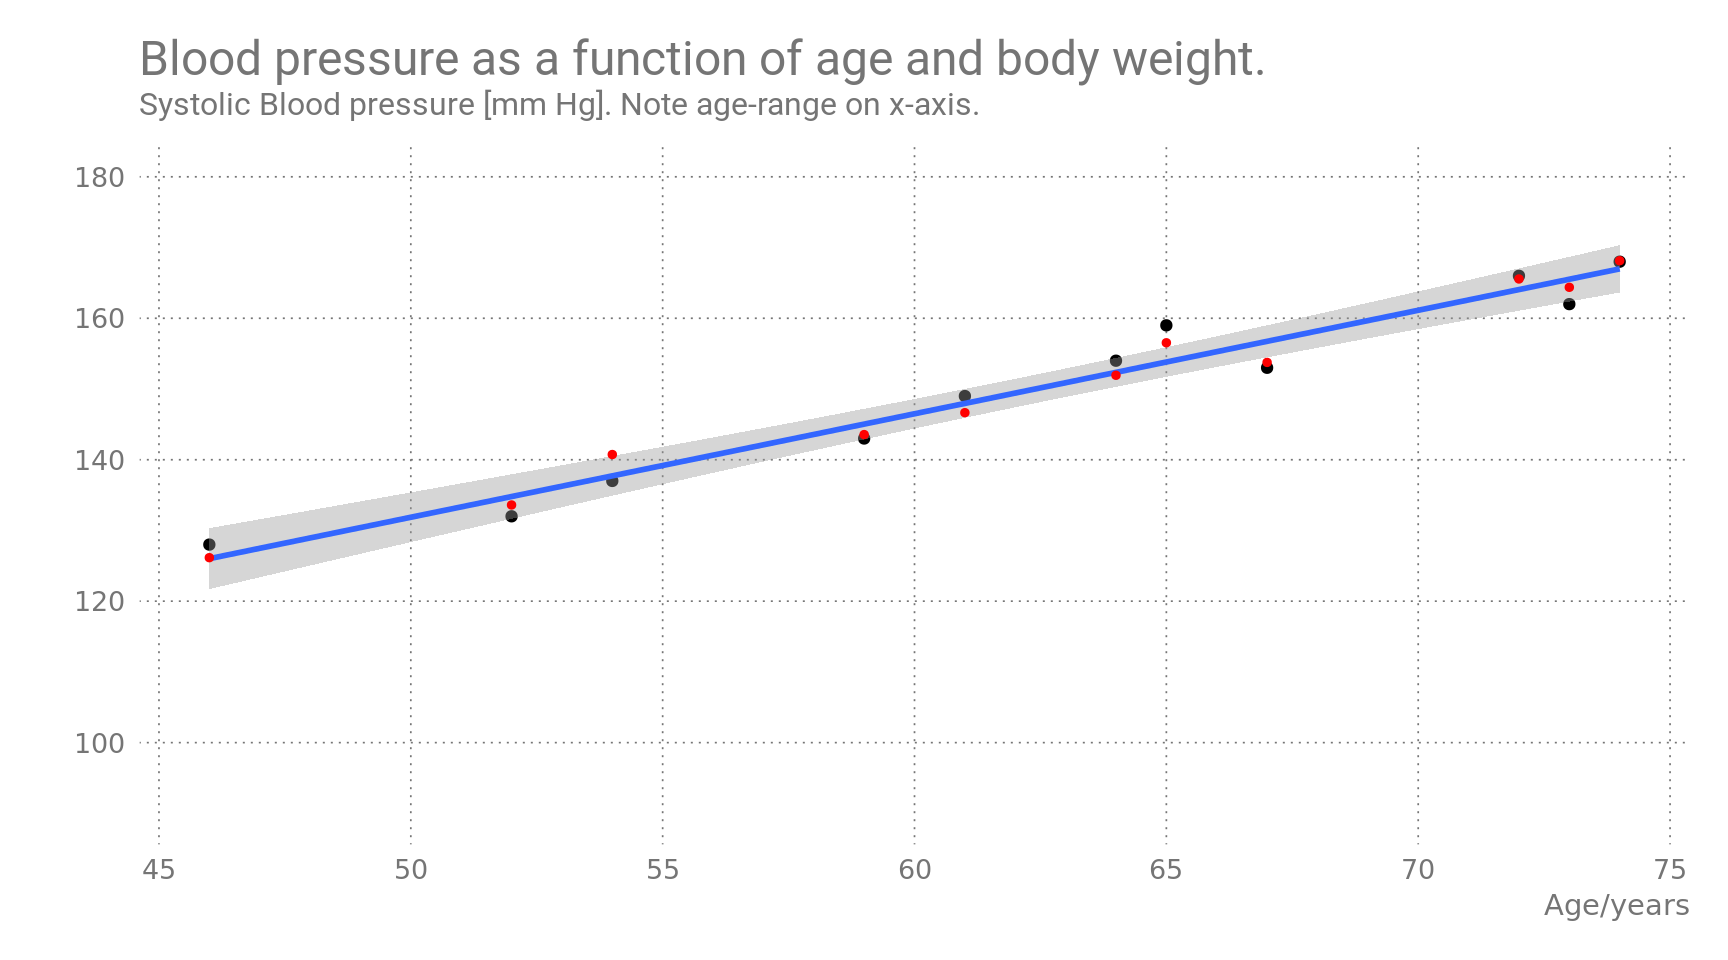 Blood pressure as a function of age and body weight.
Systolic Blood pressure [mm Hg]. Note age-range on x-axis.
180
160
140
120
100
45 50 55 60 65 70 75
Age/years